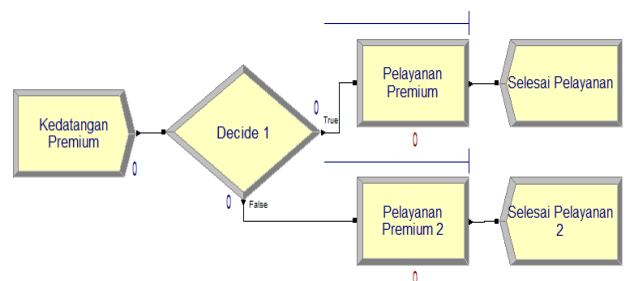 Kedatangan
Premium
0
Decide 1
0
True
0
False
Pelayanan
Premium
0
Selesai Pelayanan
Pelayanan
Premium 2
0
Selesai Pelayanan
2